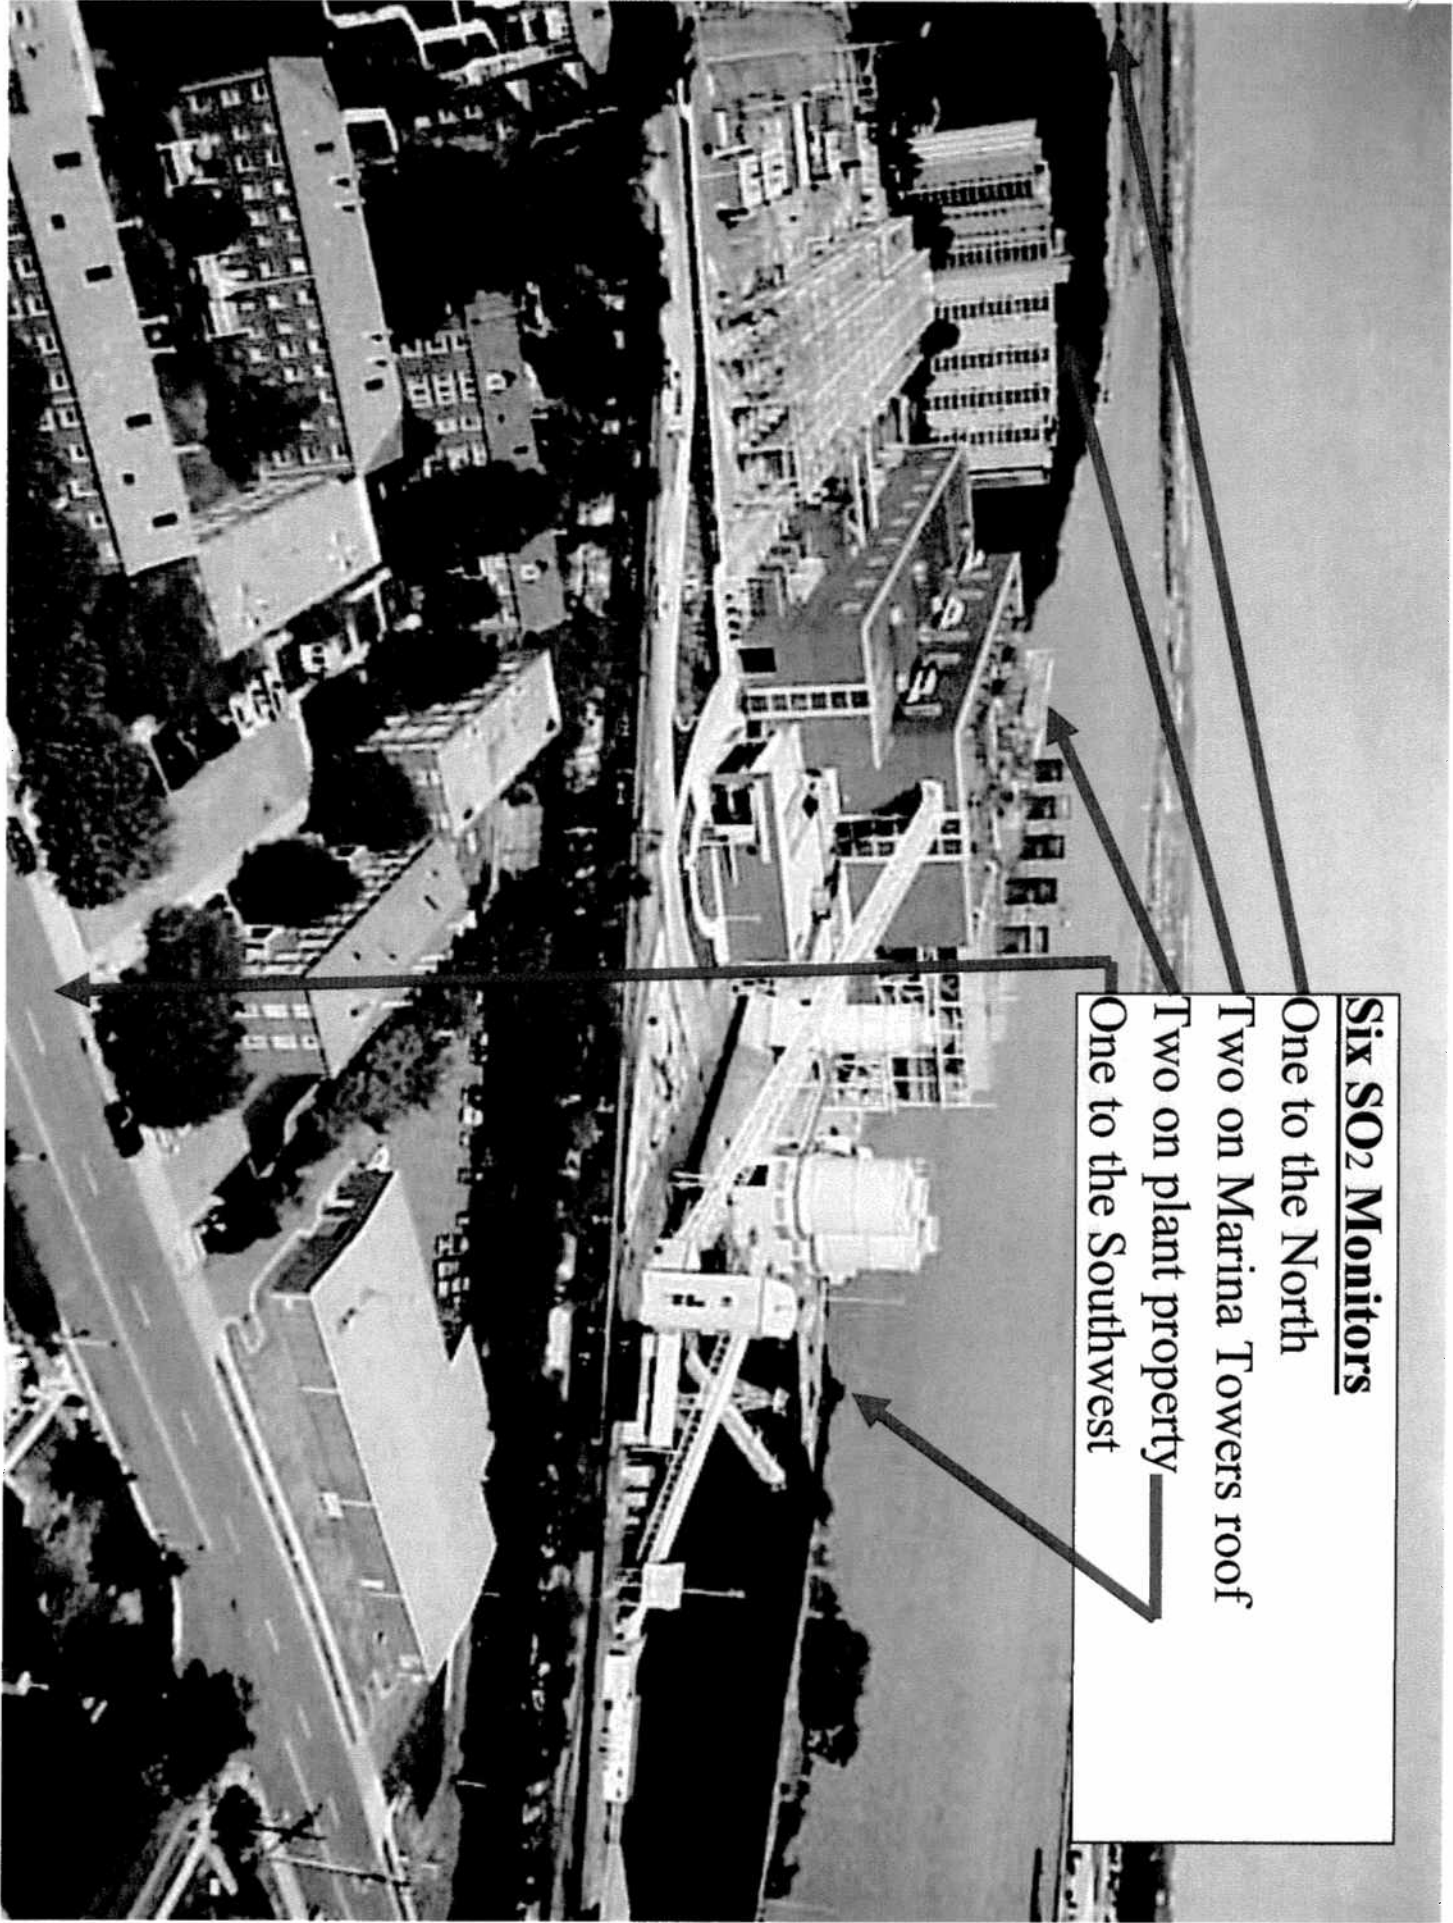 Six SO2 Monitors
One to the North
Two on Marina Towers roof
Two on plant property
One to the Southwest